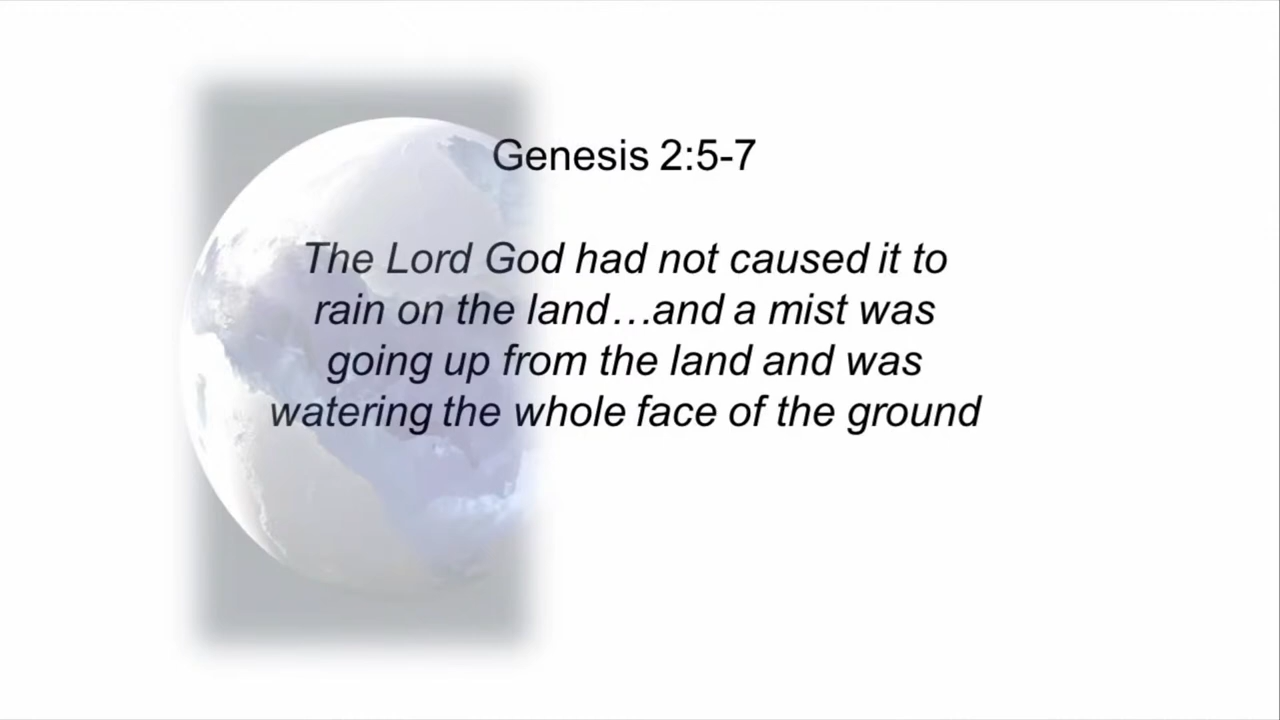 Genesis 2:5-7
The Lord God had not caused it to
rain on the land…and a mist was
going up from the land and was
watering the whole face of the ground